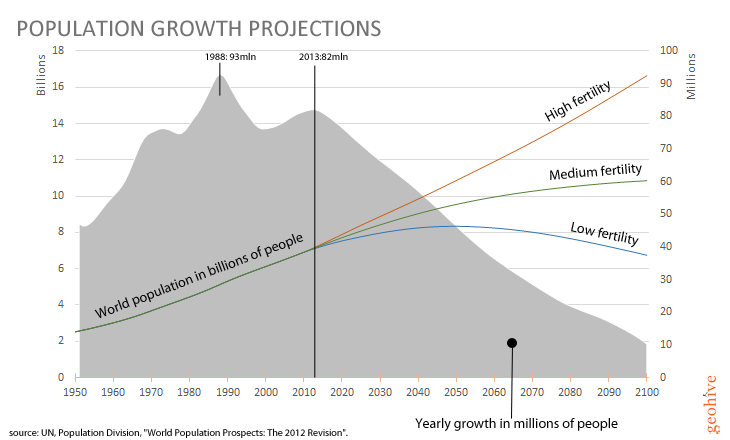 POPULATION GROWTH PROJECTIONS
18 1988: 93mln 2013:82mln 100
Billions
Millions
16 90
14 80
12 70
10 60
8 50
6 40
4 30
2 20
0 10
0
High fertility
Medium fertility
Low fertility
World population in billions of people
1950 1960 1970 1980 1990 2000 2010 2020 2030 2040 2050 2060 2070 2080 2090 2100
Yearly growth in millions of people
source: UN, Population Division, "World Population Prospects: The 2012 Revision".
geohive